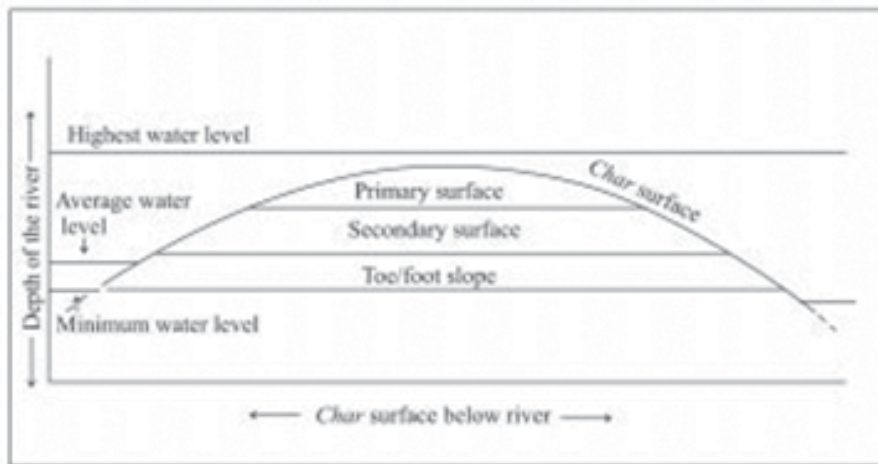 Highest water level
Char surface
Primary surface
Average water
level
Secondary surface
Toe/foot slope
Minimum water level
Depth of the river
Char surface below river